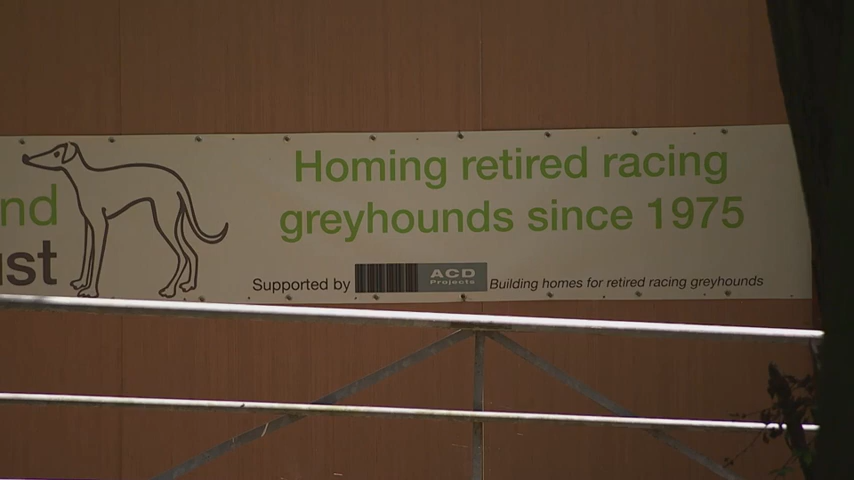 nd
ust
Homing retired racing
greyhounds since 1975
Supported by ACD Projects Building homes for retired racing greyhounds